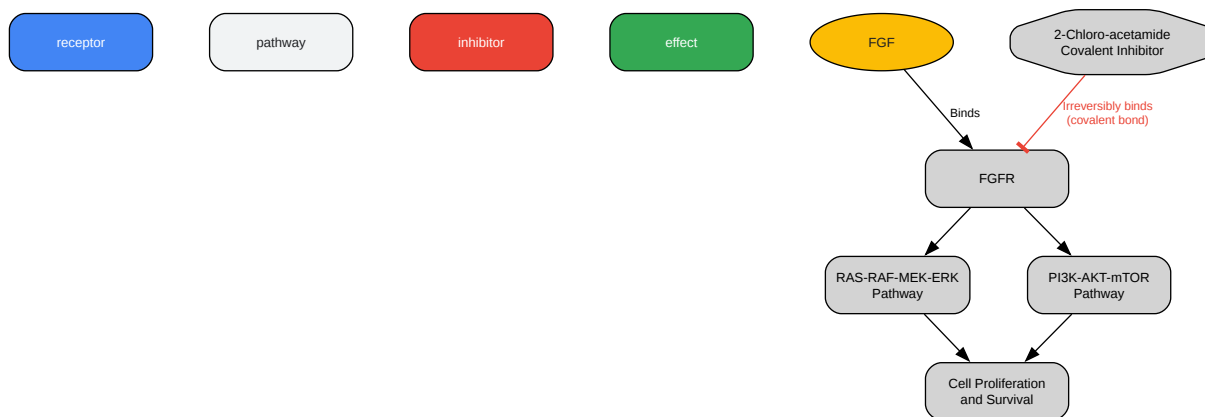 receptor
pathway
inhibitor
effect
FGF
2-Chloro-acetamide
Covalent Inhibitor
Binds
Irreversibly binds
(covalent bond)
FGFR
RAS-RAF-MEK-ERK
Pathway
PI3K-AKT-mTOR
Pathway
Cell Proliferation
and Survival